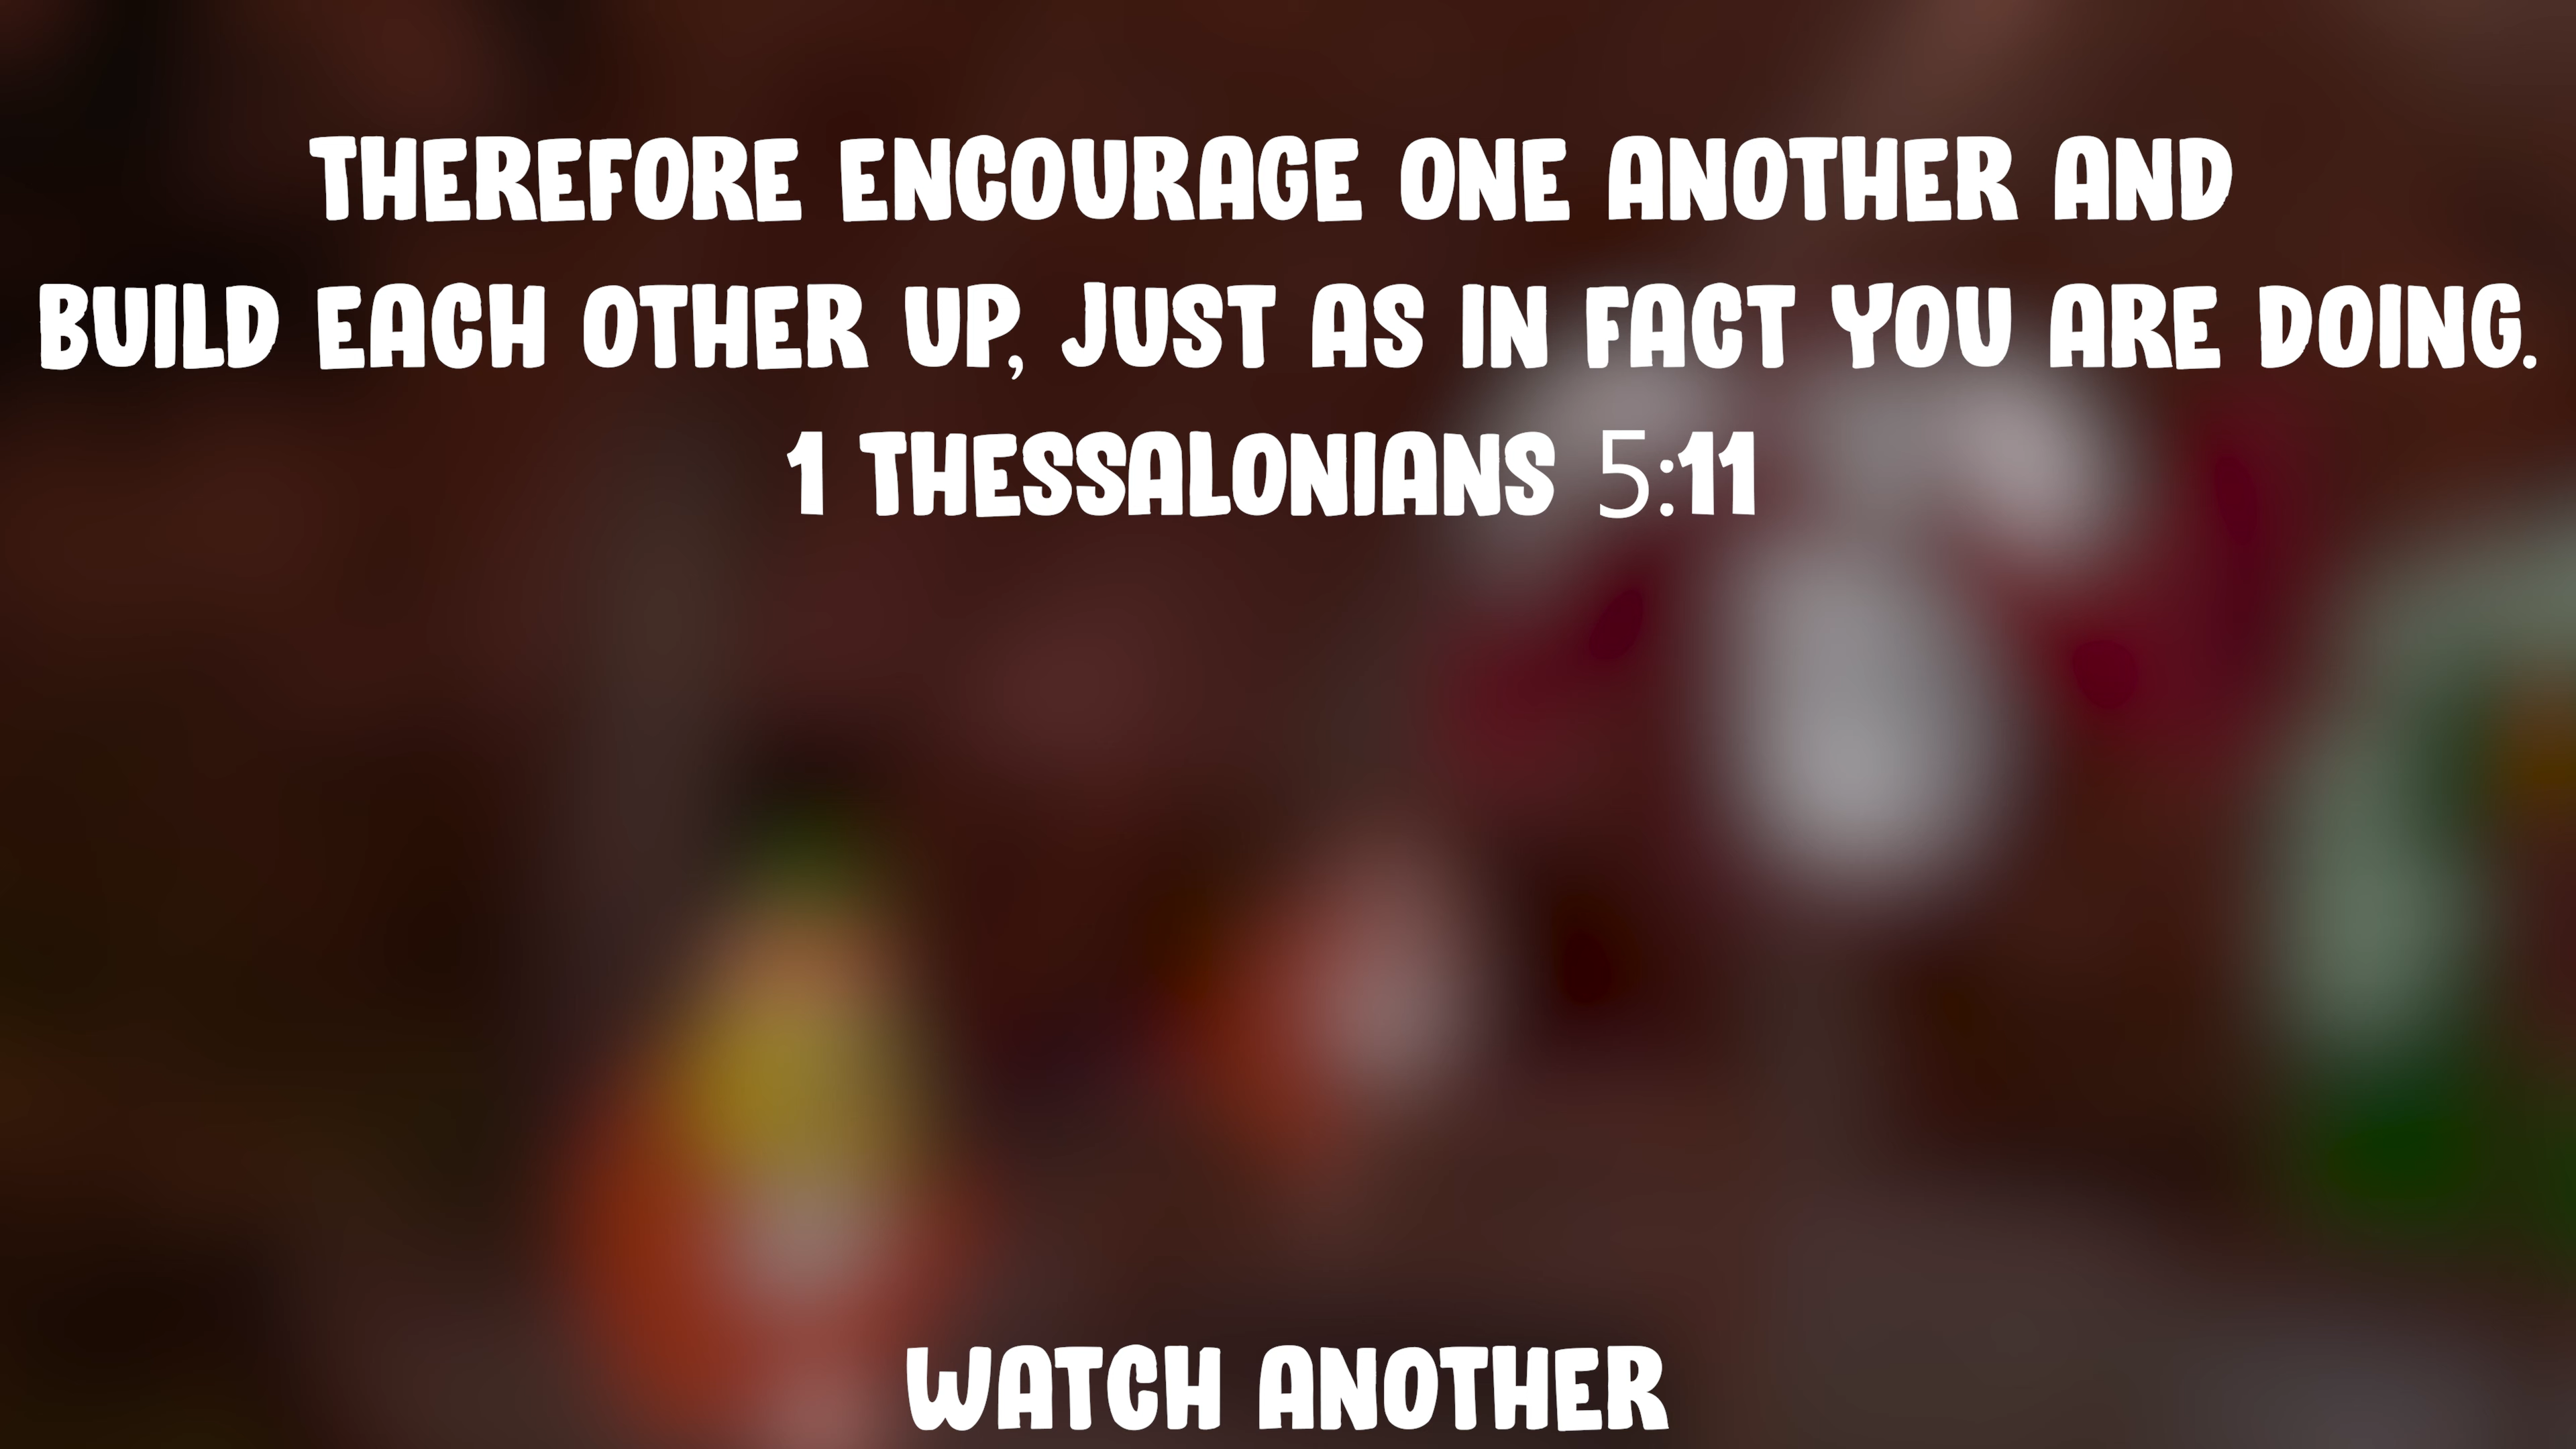 THEREFORE ENCOURAGE ONE ANOTHER AND
BUILD EACH OTHER UP, JUST AS IN FACT YOU ARE DOING.
1 THESSALONIANS 5:11
WATCH ANOTHER